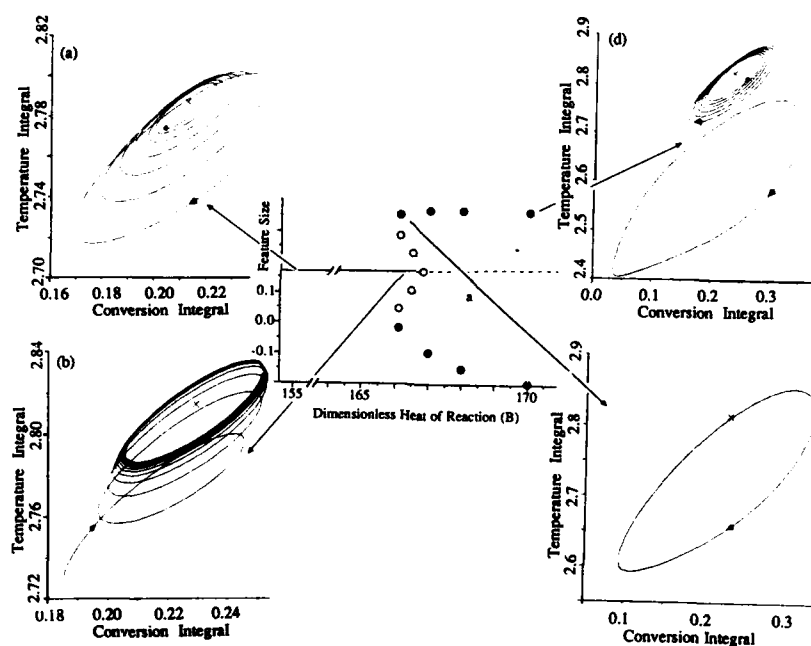 (a)
Temperature Integral
2.82
2.78
2.74
2.70
0.16
0.20
0.22
Conversion Integral
(d)
Temperature Integral
2.9
2.8
2.7
2.6
2.5
2.4
0.0
0.1
0.2
0.3
Conversion Integral
Feature Size
0.1
0.0
-0.1
a
155
165
170
Dimensionless Heat of Reaction (B)
(b)
Temperature Integral
2.84
2.80
2.76
2.72
0.18
0.20
0.22
0.24
Conversion Integral
Temperature Integral
2.9
2.8
2.7
2.6
0.1
0.2
0.3
Conversion Integral